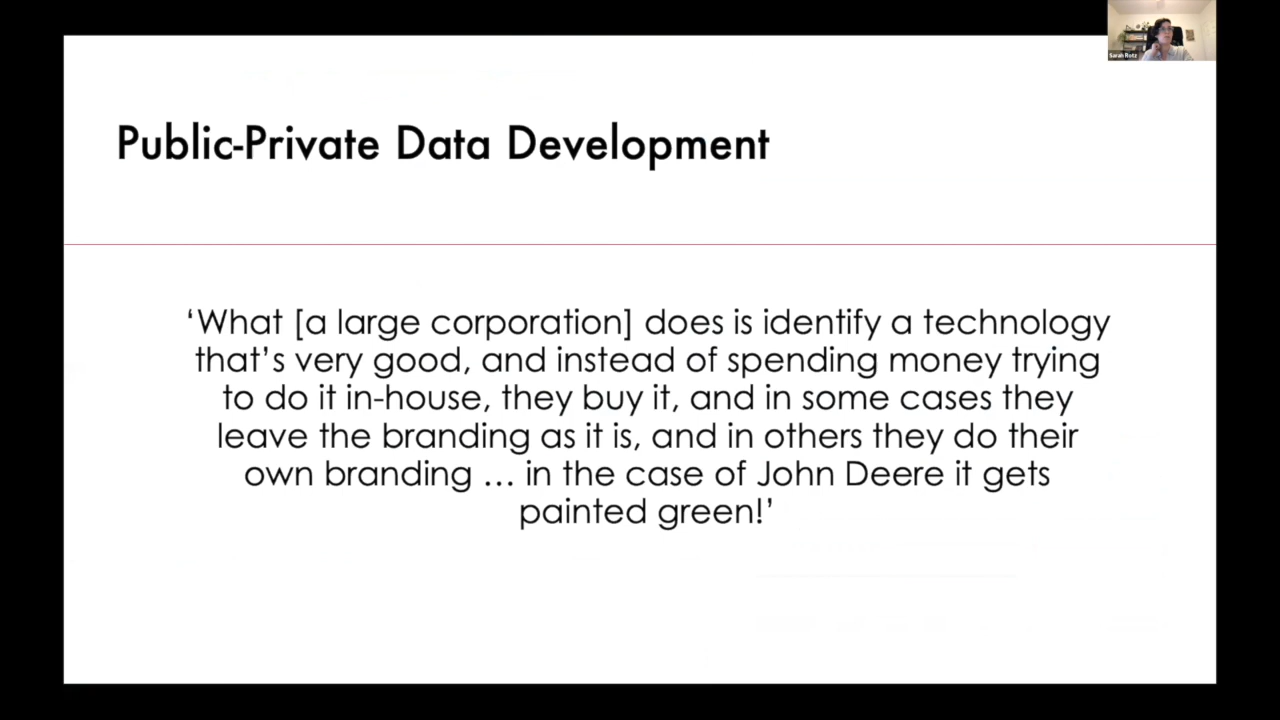 Sarah Rotz
Public-Private Data Development
‘What [a large corporation] does is identify a technology
that’s very good, and instead of spending money trying
to do it in-house, they buy it, and in some cases they
leave the branding as it is, and in others they do their
own branding … in the case of John Deere it gets
painted green!’